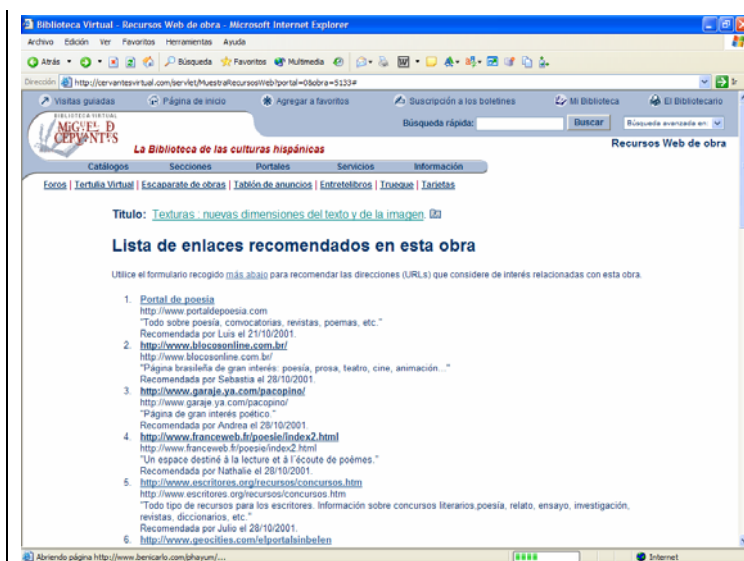 Biblioteca Virtual - Recursos Web de obra - Microsoft Internet Explorer
Archivo Edición Ver Favoritos Herramientas Ayuda
Atrás Búsqueda Favoritos Multimedia
Dirección http://cervantesvirtual.com/servlet/MuestraRecursosWeb?portal=0&obra=5133# Ir
Visitas guiadas Página de inicio Agregar a favoritos Suscripción a los boletines Mi Biblioteca El Bibliotecario
BIBLIOTECA VIRTUAL
MIGUEL D
CERVANTES
Búsqueda rápida: Buscar Búsqueda avanzada en:
La Biblioteca de las culturas hispánicas
Recursos Web de obra
Catálogos Secciones Portales Servicios Información
Foros | Tertulia Virtual | Escaparate de obras | Tablón de anuncios | Entretelibros | Trueque | Tarjetas
Titulo: Texturas : nuevas dimensiones del texto y de la imagen.
Lista de enlaces recomendados en esta obra
Utilice el formulario recogido más abajo para recomendar las direcciones (URLs) que considere de interés relacionadas con esta obra.
1. Portal de poesia
http://www.portaldepoesia.com
"Todo sobre poesía, convocatorias, revistas, poemas, etc."
Recomendada por Luis el 21/10/2001.
2. http://www.blocosonline.com.br/
http://www.blocosonline.com.br/
"Página brasileña de gran interés: poesía, prosa, teatro, cine, animación..."
Recomendada por Sebastia el 28/10/2001.
3. http://www.garaje.ya.com/pacopino/
http://www.garaje.ya.com/pacopino/
"Página de gran interés poético."
Recomendada por Andrea el 28/10/2001.
4. http://www.franceweb.fr/poesie/index2.html
http://www.franceweb.fr/poesie/index2.html
"Un espace destiné à la lecture et à l'écoute de poèmes."
Recomendada por Nathalie el 28/10/2001.
5. http://www.escritores.org/recursos/concursos.htm
http://www.escritores.org/recursos/concursos.htm
"Todo tipo de recursos para los escritores. Información sobre concursos literarios,poesía, relato, ensayo, investigación,
revistas, diccionarios, etc."
Recomendada por Julio el 28/10/2001.
6. http://www.geocities.com/elportalsinbelen
Abriendo página http://www.benicarlo.com/phayum/... Internet